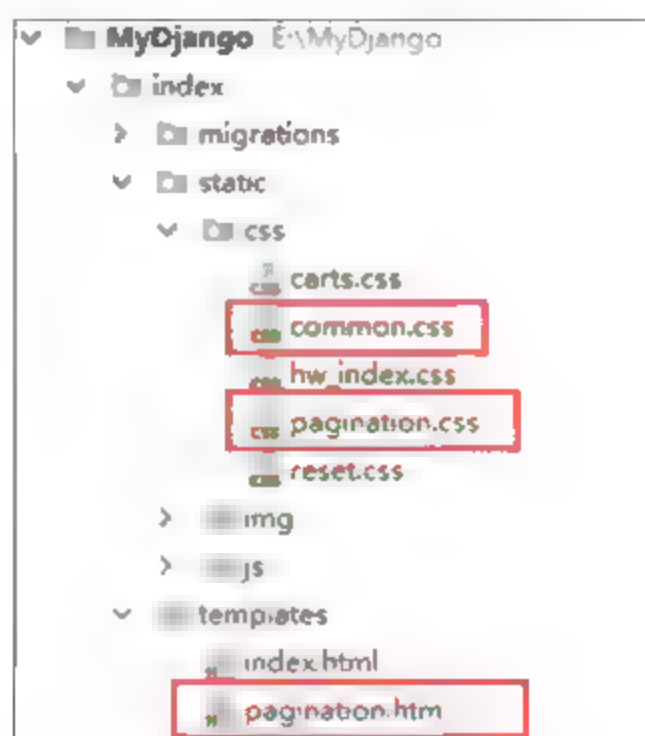 MyDjango E:\MyDjango
index
migrations
static
css
carts.css
common.css
hw_index.css
pagination.css
reset.css
img
js
templates
index.html
pagination.htm